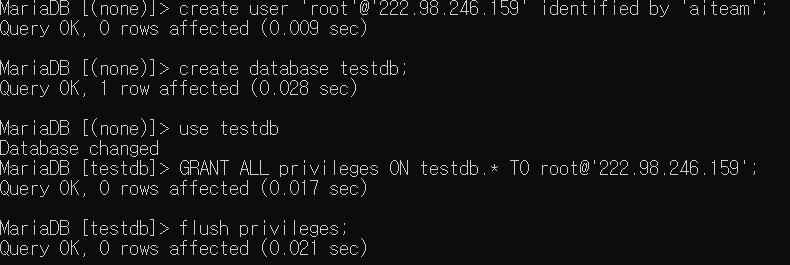 MariaDB [(none)]> create user 'root'@'222.98.246.159' identified by 'aiteam';
Query OK, 0 rows affected (0.009 sec)
MariaDB [(none)]> create database testdb;
Query OK, 1 row affected (0.028 sec)
MariaDB [(none)]> use testdb
Database changed
MariaDB [testdb]> GRANT ALL privileges ON testdb.* TO root@'222.98.246.159';
Query OK, 0 rows affected (0.017 sec)
MariaDB [testdb]> flush privileges;
Query OK, 0 rows affected (0.021 sec)